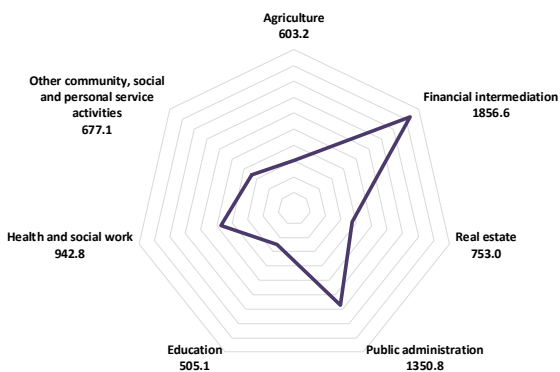 Agriculture
603.2
Financial intermediation
1856.6
Real estate
753.0
Public administration
1350.8
Education
505.1
Health and social work
942.8
Other community, social
and personal service
activities
677.1